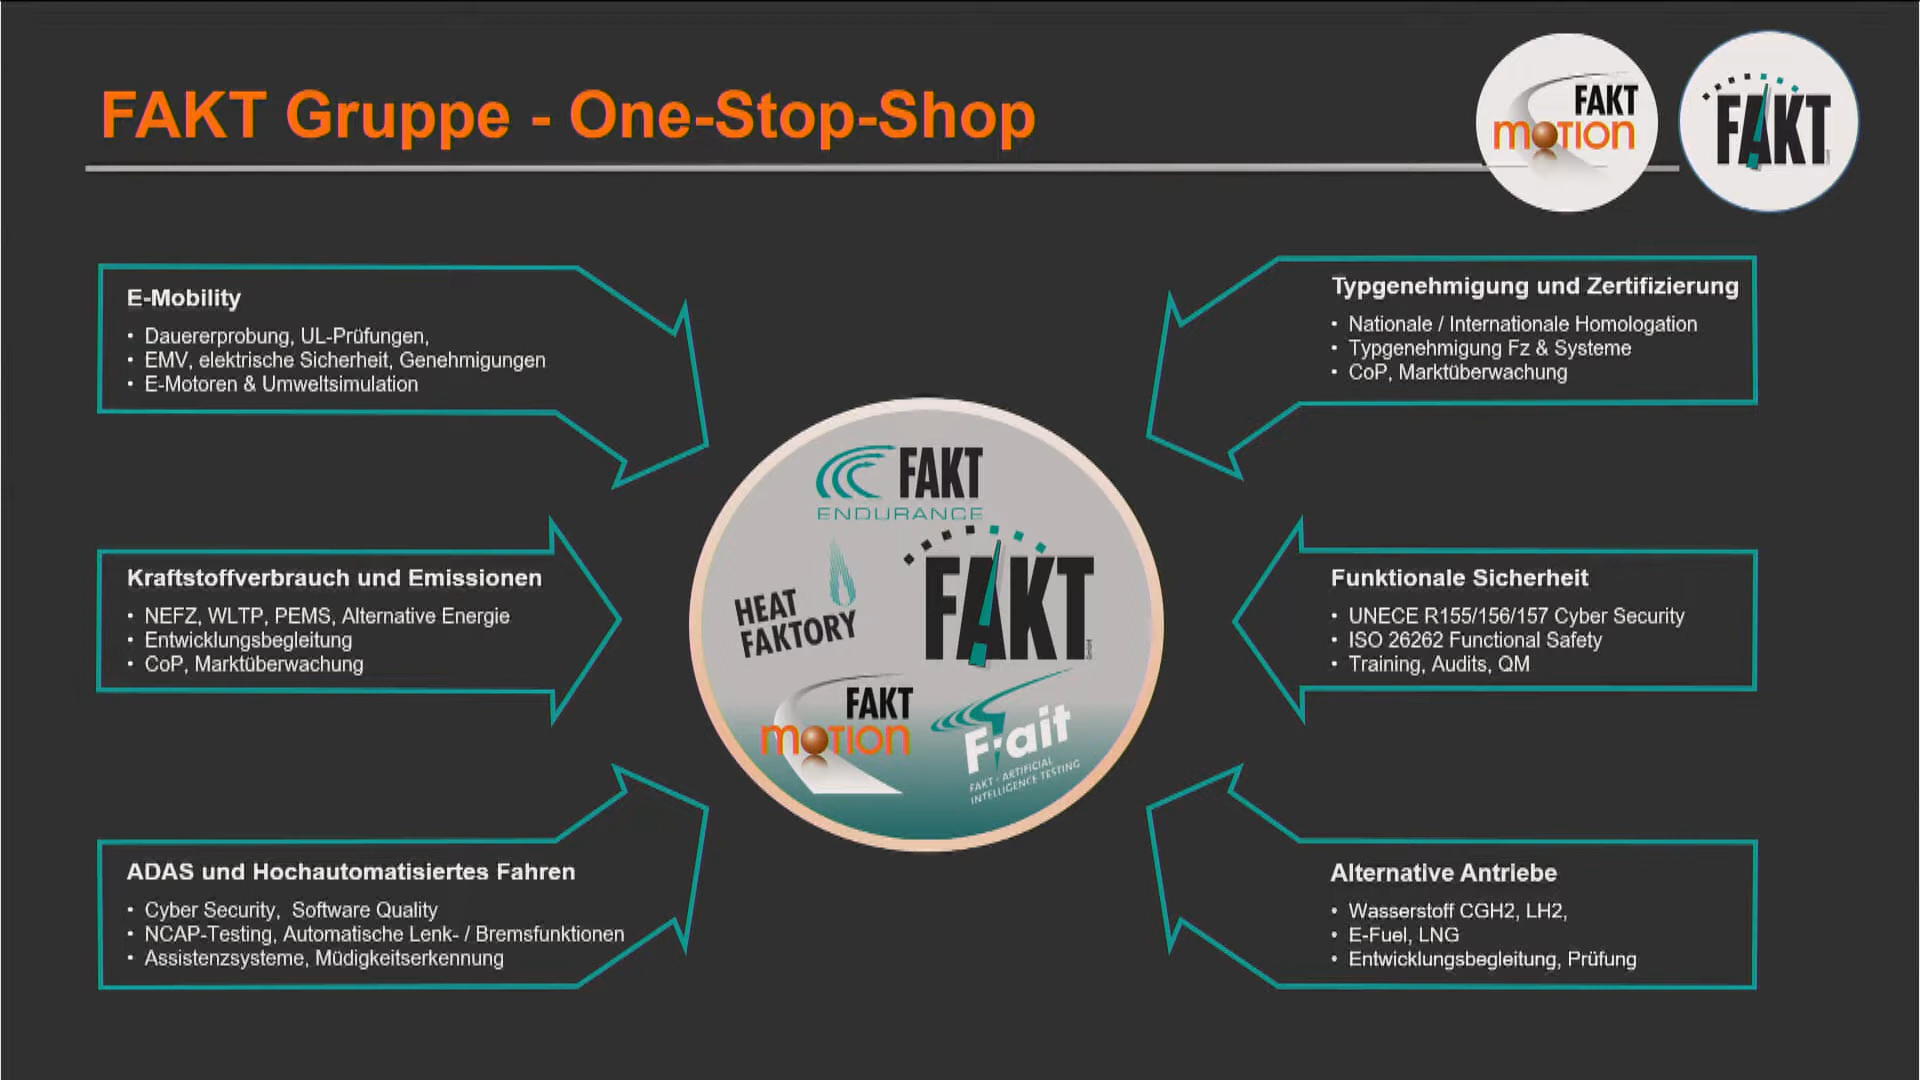 FAKT Gruppe - One-Stop-Shop
FAKT
MOTION
FAKT
E-Mobility
• Dauererprobung, UL-Prüfungen,
• EMV, elektrische Sicherheit, Genehmigungen
• E-Motoren & Umweltsimulation
Typgenehmigung und Zertifizierung
• Nationale / Internationale Homologation
• Typgenehmigung Fz & Systeme
• CoP, Marktüberwachung
Kraftstoffverbrauch und Emissionen
• NEFZ, WLTP, PEMS, Alternative Energie
• Entwicklungsbegleitung
• CoP, Marktüberwachung
FAKT
ENDURANCE
HEAT
FAKTORY
FAKT
FAKT
MOTION
F·ait
FAKT - ARTIFICIAL
INTELLIGENCE TESTING
Funktionale Sicherheit
• UNECE R155/156/157 Cyber Security
• ISO 26262 Functional Safety
• Training, Audits, QM
ADAS und Hochautomatisiertes Fahren
• Cyber Security, Software Quality
• NCAP-Testing, Automatische Lenk- / Bremsfunktionen
• Assistenzsysteme, Müdigkeitserkennung
Alternative Antriebe
• Wasserstoff CGH2, LH2,
• E-Fuel, LNG
• Entwicklungsbegleitung, Prüfung